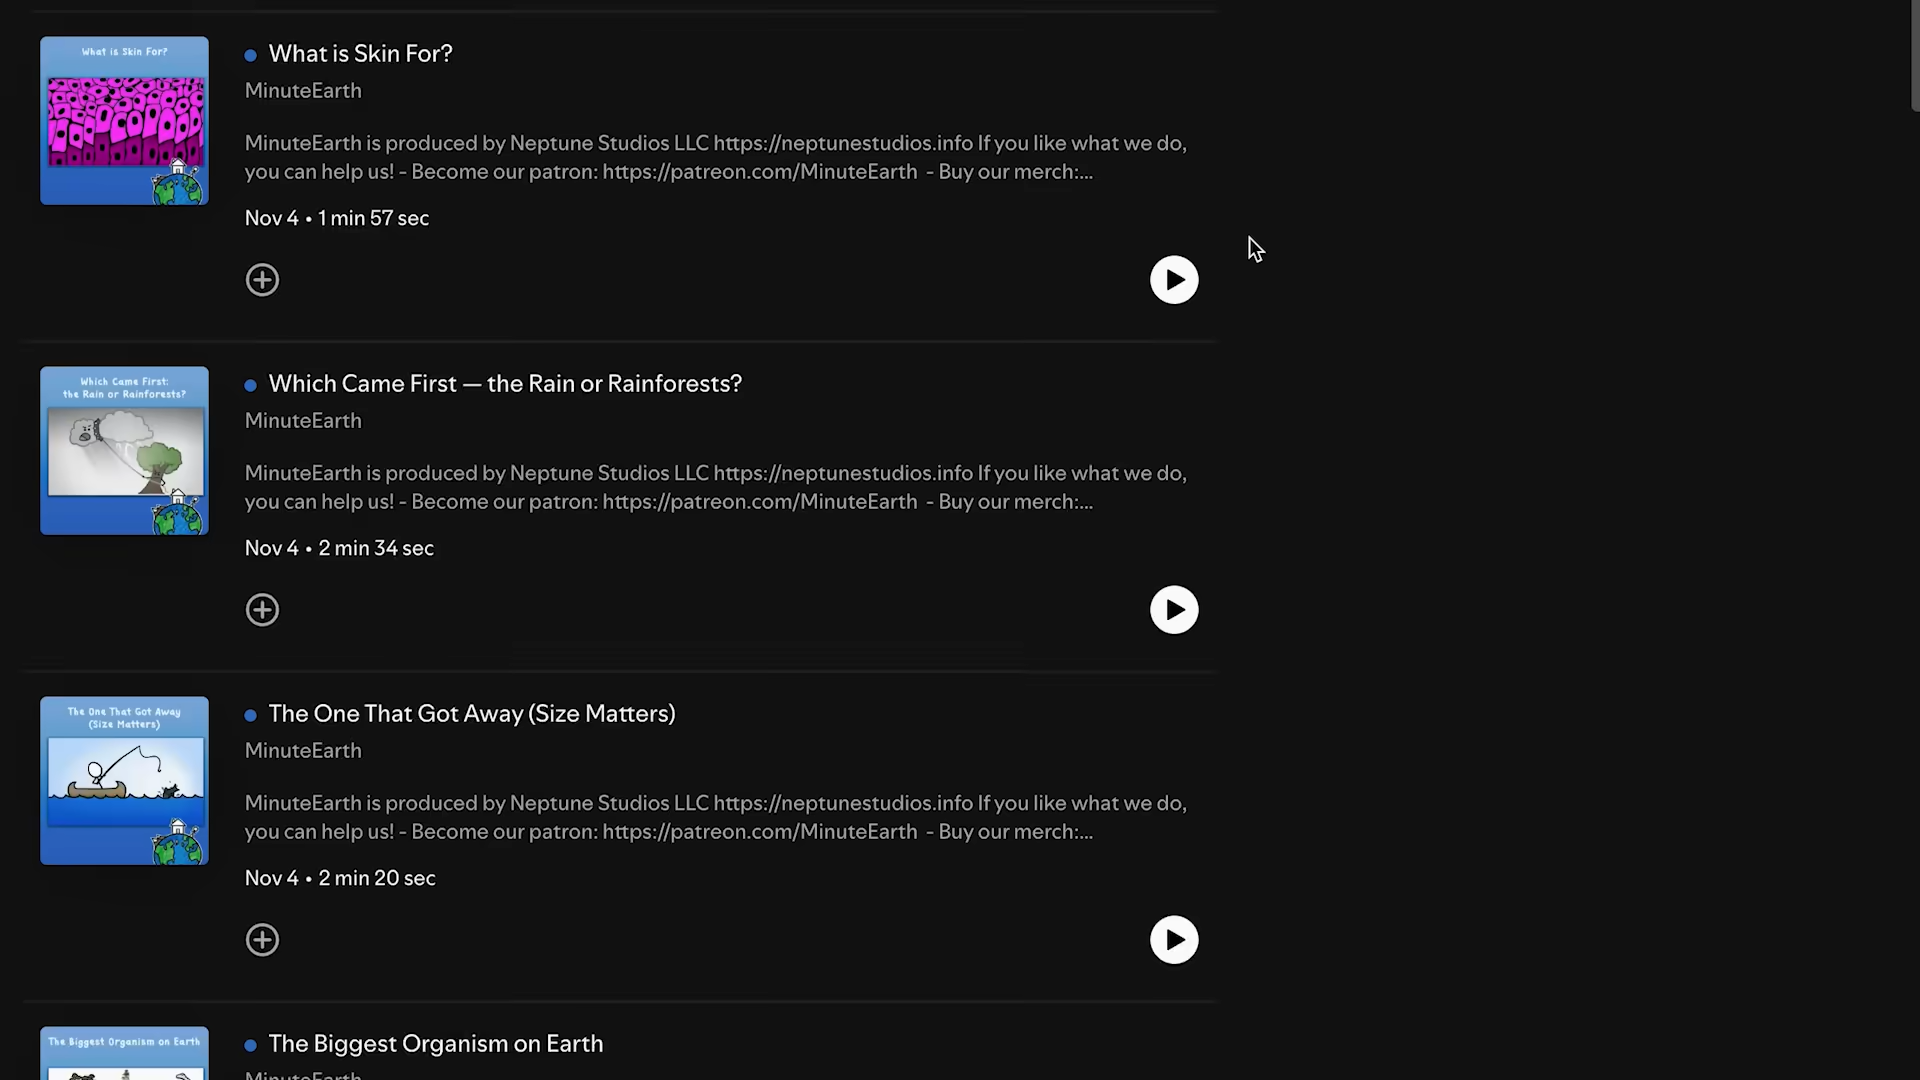 What is Skin For?
What is Skin For?
MinuteEarth
MinuteEarth is produced by Neptune Studios LLC https://neptunestudios.info If you like what we do,
you can help us! - Become our patron: https://patreon.com/MinuteEarth - Buy our merch:...
Nov 4 • 1 min 57 sec
Which Came First:
the Rain or Rainforests?
Which Came First — the Rain or Rainforests?
MinuteEarth
MinuteEarth is produced by Neptune Studios LLC https://neptunestudios.info If you like what we do,
you can help us! - Become our patron: https://patreon.com/MinuteEarth - Buy our merch:...
Nov 4 • 2 min 34 sec
The One That Got Away
(Size Matters)
The One That Got Away (Size Matters)
MinuteEarth
MinuteEarth is produced by Neptune Studios LLC https://neptunestudios.info If you like what we do,
you can help us! - Become our patron: https://patreon.com/MinuteEarth - Buy our merch:...
Nov 4 • 2 min 20 sec
The Biggest Organism on Earth
The Biggest Organism on Earth
MinuteEarth